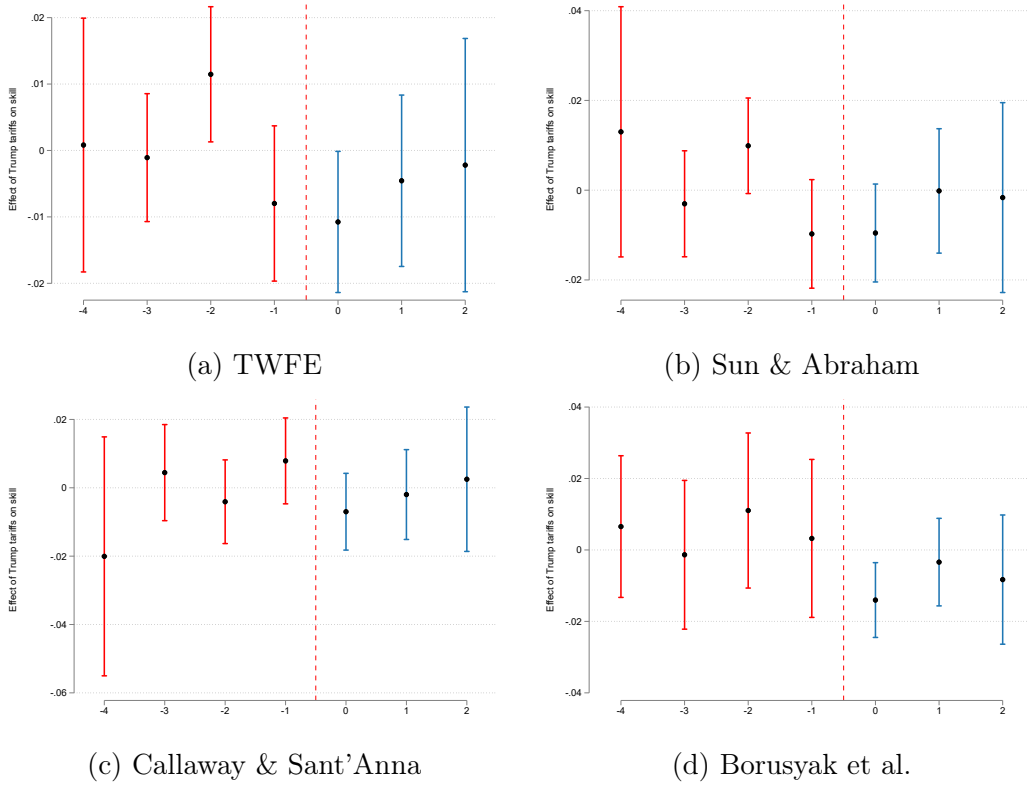 Effect of Trump tariffs on skill
.02
.01
0
-.01
-.02
-4 -3 -2 -1 0 1 2
(a) TWFE
Effect of Trump tariffs on skill
.04
.02
0
-.02
-4 -3 -2 -1 0 1 2
(b) Sun & Abraham
Effect of Trump tariffs on skill
.02
0
-.02
-.04
-.06
-4 -3 -2 -1 0 1 2
(c) Callaway & Sant'Anna
Effect of Trump tariffs on skill
.04
.02
0
-.02
-.04
-4 -3 -2 -1 0 1 2
(d) Borusyak et al.